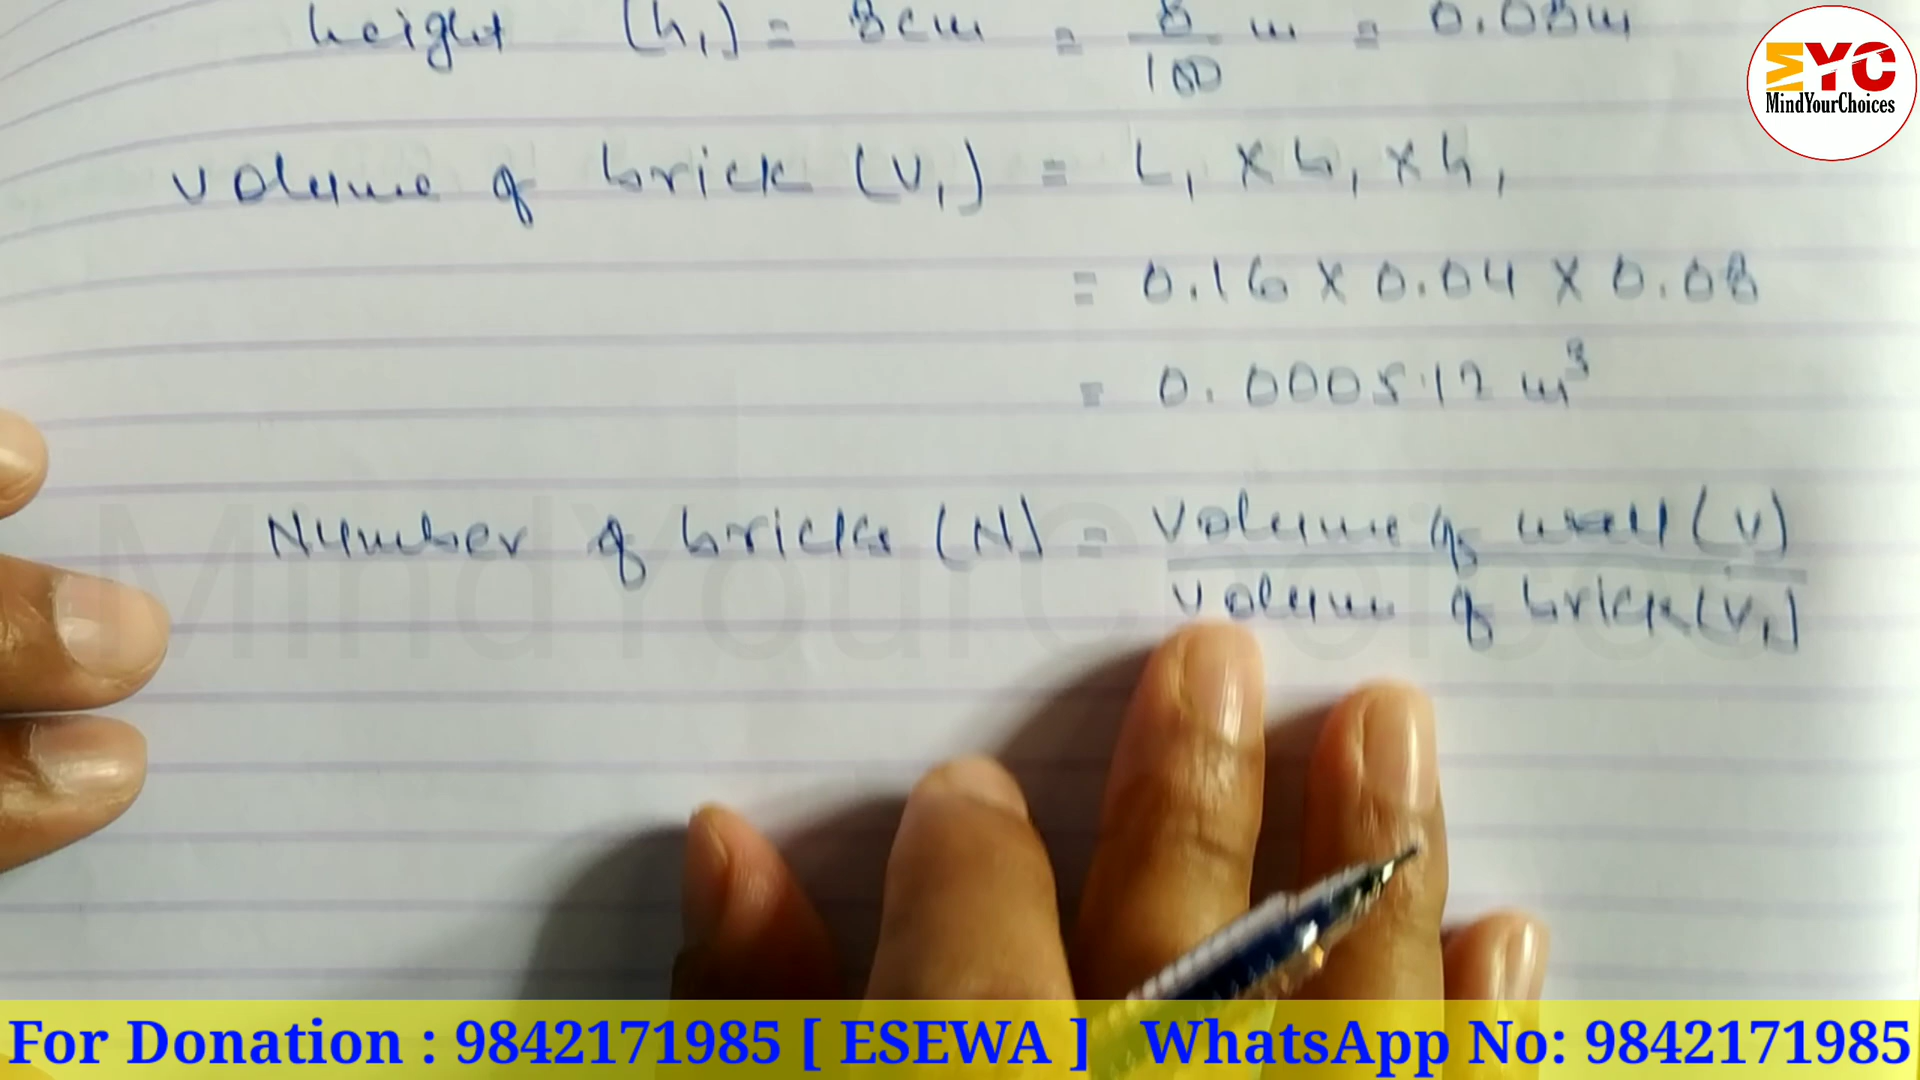 height (h₁) = 8cm = 8/100 m = 0.08m
MYC
MindYourChoices
Volume of brick (V₁) = L₁ × b₁ × h₁
= 0.16 × 0.04 × 0.08
= 0.000512 m³
Number of bricks (N) = Volume of wall (V) / Volume of brick (V₁)
MindYourChoices
For Donation : 9842171985 [ ESEWA ] WhatsApp No: 9842171985